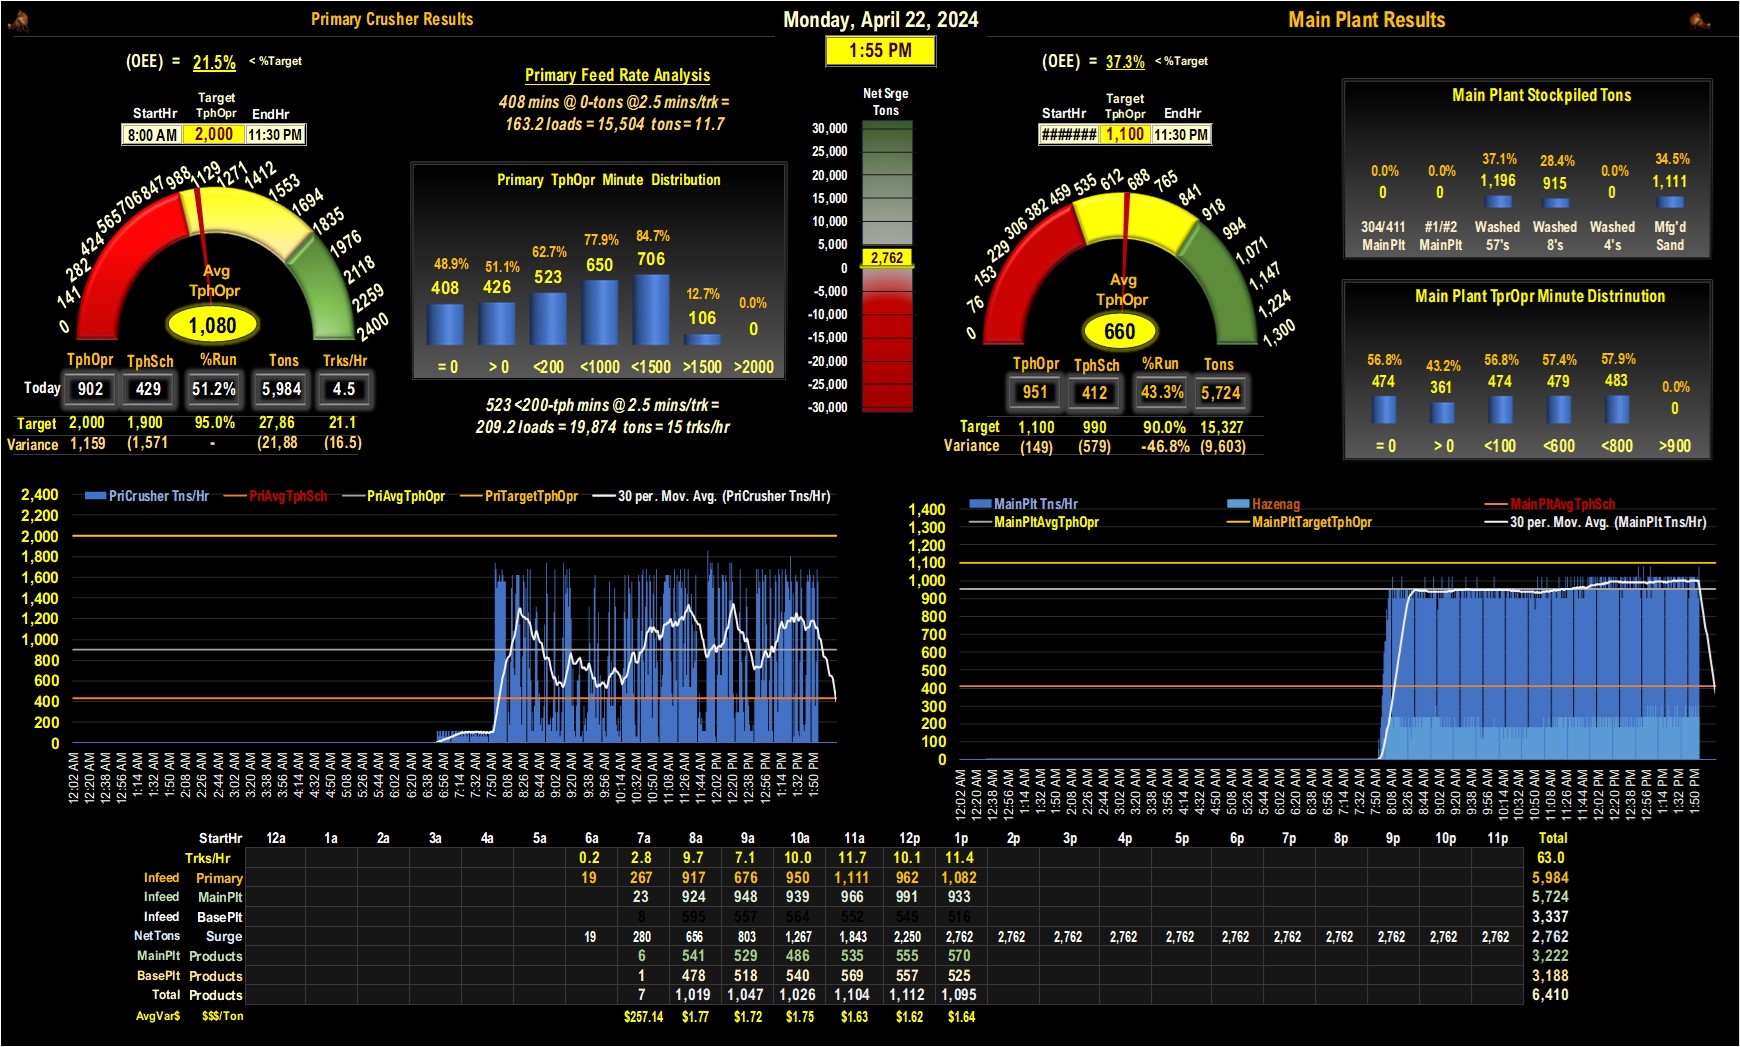 Primary Crusher Results
Monday, April 22, 2024
Main Plant Results
1:55 PM
(OEE) = 21.5% < %Target
Target
StartHr TphOpr EndHr
8:00 AM 2,000 11:30 PM
0 141 282 424 565 706 847 988 1129 1271 1412 1553 1694 1835 1976 2118 2259 2400
Avg
TphOpr
1,080
TphOpr TphSch %Run Tons Trks/Hr
Today 902 429 51.2% 5,984 4.5
Target 2,000 1,900 95.0% 27,86 21.1
Variance 1,159 (1,571 - (21,88 (16.5)
Primary Feed Rate Analysis
408 mins @ 0-tons @2.5 mins/trk =
163.2 loads = 15,504 tons = 11.7
Primary TphOpr Minute Distribution
48.9% 51.1% 62.7% 77.9% 84.7% 12.7% 0.0%
408 426 523 650 706 106 0
= 0 > 0 <200 <1000 <1500 >1500 >2000
523 <200-tph mins @ 2.5 mins/trk =
209.2 loads = 19,874 tons = 15 trks/hr
Net Srge
Tons
30,000
25,000
20,000
15,000
10,000
5,000
2,762
0
-5,000
-10,000
-15,000
-20,000
-25,000
-30,000
(OEE) = 37.3% < %Target
Target
StartHr TphOpr EndHr
####### 1,100 11:30 PM
0 76 153 229 306 382 459 535 612 688 765 841 918 994 1,071 1,147 1,224 1,300
Avg
TphOpr
660
TphOpr TphSch %Run Tons
951 412 43.3% 5,724
Target 1,100 990 90.0% 15,327
Variance (149) (579) -46.8% (9,603)
Main Plant Stockpiled Tons
0.0% 0.0% 37.1% 28.4% 0.0% 34.5%
0 0 1,196 915 0 1,111
304/411 #1/#2 Washed Washed Washed Mfg'd
MainPlt MainPlt 57's 8's 4's Sand
Main Plant TprOpr Minute Distrinution
56.8% 43.2% 56.8% 57.4% 57.9% 0.0%
474 361 474 479 483 0
= 0 > 0 <100 <600 <800 >900
PriCrusher Tns/Hr PriAvgTphSch PriAvgTphOpr PriTargetTphOpr 30 per. Mov. Avg. (PriCrusher Tns/Hr)
2,400
2,200
2,000
1,800
1,600
1,400
1,200
1,000
800
600
400
200
0
12:02 AM 12:20 AM 12:38 AM 12:56 AM 1:14 AM 1:32 AM 1:50 AM 2:08 AM 2:26 AM 2:44 AM 3:02 AM 3:20 AM 3:38 AM 3:56 AM 4:14 AM 4:32 AM 4:50 AM 5:08 AM 5:26 AM 5:44 AM 6:02 AM 6:20 AM 6:38 AM 6:56 AM 7:14 AM 7:32 AM 7:50 AM 8:08 AM 8:26 AM 8:44 AM 9:02 AM 9:20 AM 9:38 AM 9:56 AM 10:14 AM 10:32 AM 10:50 AM 11:08 AM 11:26 AM 11:44 AM 12:02 PM 12:20 PM 12:38 PM 12:56 PM 1:14 PM 1:32 PM 1:50 PM
MainPlt Tns/Hr Hazenag MainPltAvgTphSch
MainPltAvgTphOpr MainPltTargetTphOpr 30 per. Mov. Avg. (MainPlt Tns/Hr)
1,400
1,300
1,200
1,100
1,000
900
800
700
600
500
400
300
200
100
0
12:02 AM 12:20 AM 12:38 AM 12:56 AM 1:14 AM 1:32 AM 1:50 AM 2:08 AM 2:26 AM 2:44 AM 3:02 AM 3:20 AM 3:38 AM 3:56 AM 4:14 AM 4:32 AM 4:50 AM 5:08 AM 5:26 AM 5:44 AM 6:02 AM 6:20 AM 6:38 AM 6:56 AM 7:14 AM 7:32 AM 7:50 AM 8:08 AM 8:26 AM 8:44 AM 9:02 AM 9:20 AM 9:38 AM 9:56 AM 10:14 AM 10:32 AM 10:50 AM 11:08 AM 11:26 AM 11:44 AM 12:02 PM 12:20 PM 12:38 PM 12:56 PM 1:14 PM 1:32 PM 1:50 PM
StartHr 12a 1a 2a 3a 4a 5a 6a 7a 8a 9a 10a 11a 12p 1p 2p 3p 4p 5p 6p 7p 8p 9p 10p 11p Total
Trks/Hr 0.2 2.8 9.7 7.1 10.0 11.7 10.1 11.4 63.0
Infeed Primary 19 267 917 676 950 1,111 962 1,082 5,984
Infeed MainPlt 23 924 948 939 966 991 933 5,724
Infeed BasePlt 8 595 557 564 552 545 516 3,337
NetTons Surge 19 280 656 803 1,267 1,843 2,250 2,762 2,762 2,762 2,762 2,762 2,762 2,762 2,762 2,762 2,762 2,762 2,762
MainPlt Products 6 541 529 486 535 555 570 3,222
BasePlt Products 1 478 518 540 569 557 525 3,188
Total Products 7 1,019 1,047 1,026 1,104 1,112 1,095 6,410
AvgVar$ $$$/Ton $257.14 $1.77 $1.72 $1.75 $1.63 $1.62 $1.64